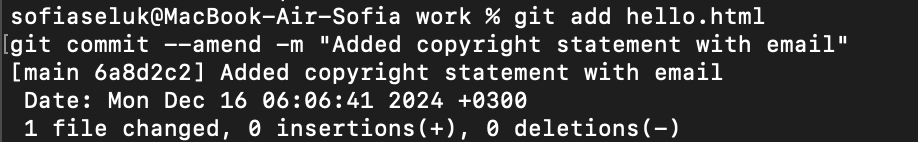 sofiaseluk@MacBook-Air-Sofia work % git add hello.html
[git commit --amend -m "Added copyright statement with email"
[main 6a8d2c2] Added copyright statement with email
 Date: Mon Dec 16 06:06:41 2024 +0300
 1 file changed, 0 insertions(+), 0 deletions(-)